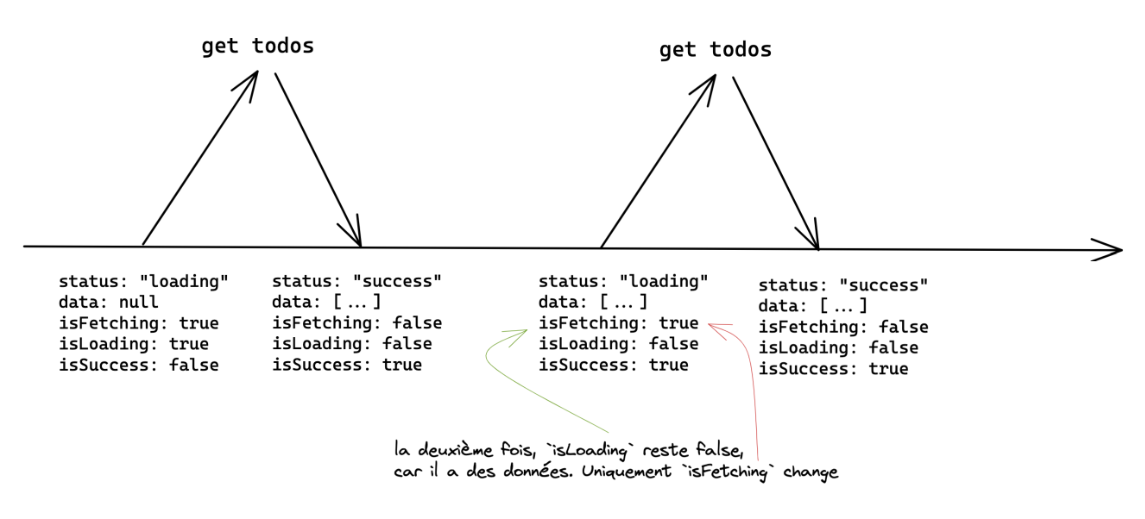 get todos
get todos
status: "loading"
data: null
isFetching: true
isLoading: true
isSuccess: false
status: "success"
data: [...]
isFetching: false
isLoading: false
isSuccess: true
status: "loading"
data: [...]
isFetching: true
isLoading: false
isSuccess: true
status: "success"
data: [...]
isFetching: false
isLoading: false
isSuccess: true
la deuxième fois, `isLoading` reste false,
car il a des données. Uniquement `isFetching` change